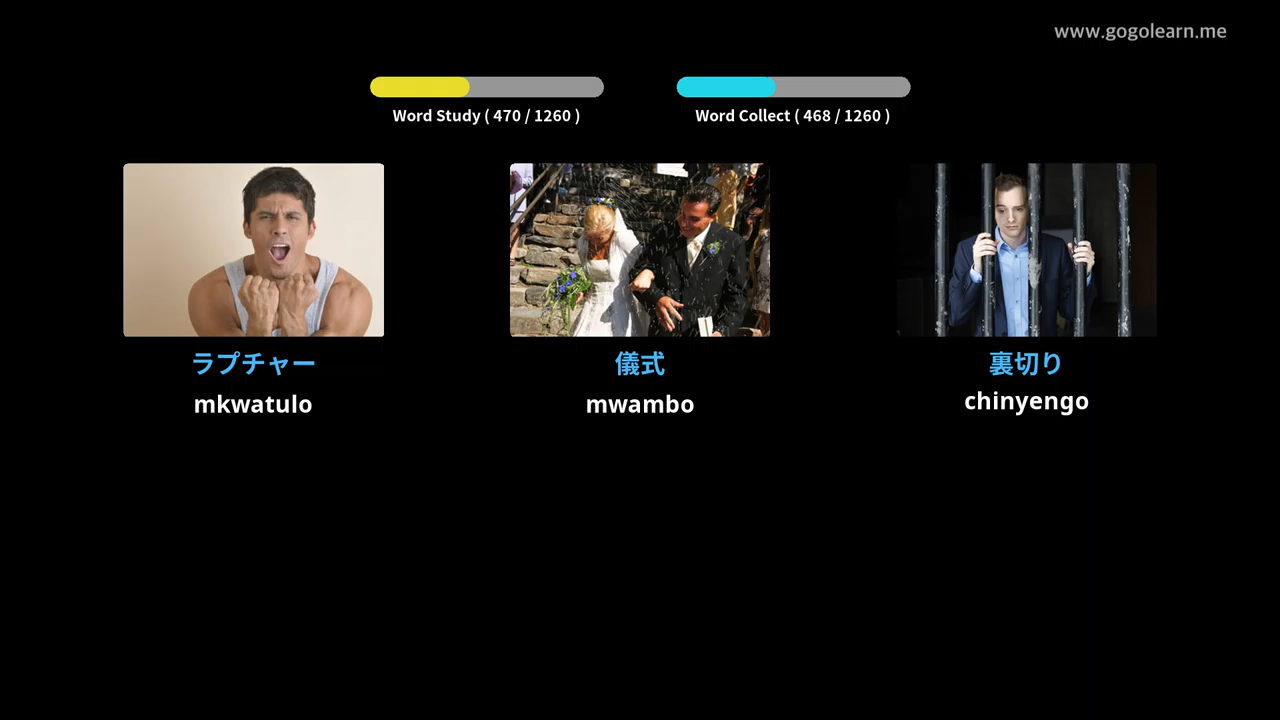 www.gogolearn.me
Word Study ( 470 / 1260 )
Word Collect ( 468 / 1260 )
ラプチャー
mkwatulo
儀式
mwambo
裏切り
chinyengo